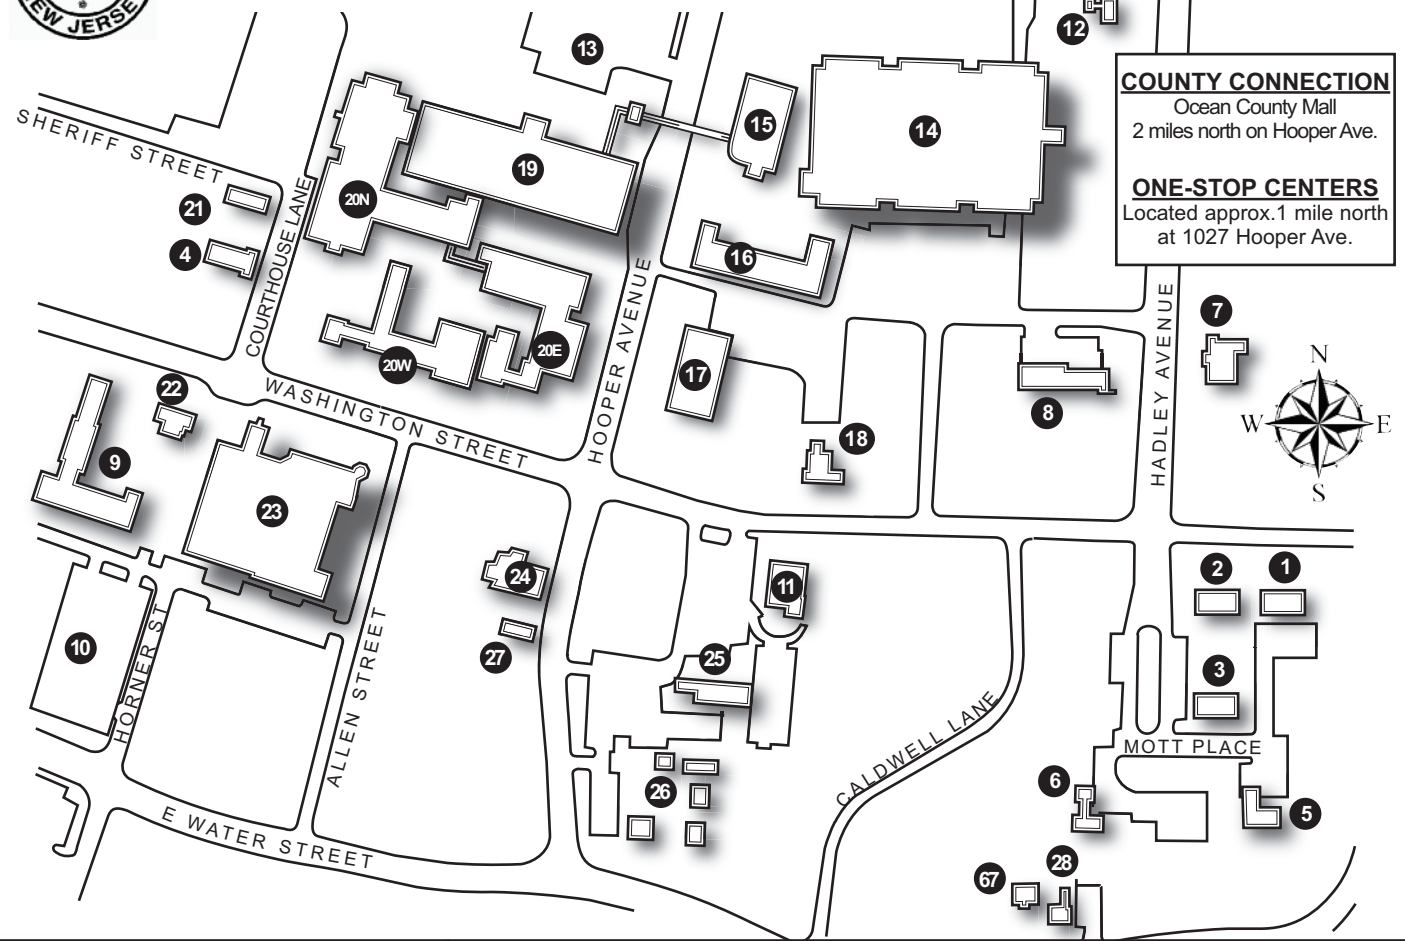 EW JERSE
12
13
COUNTY CONNECTION
Ocean County Mall
2 miles north on Hooper Ave.
ONE-STOP CENTERS
Located approx.1 mile north
at 1027 Hooper Ave.
SHERIFF STREET
15
14
19
20N
21
4
COURTHOUSE LANE
16
HOOPER AVENUE
HADLEY AVENUE
7
N
W
E
S
20W
20E
17
8
22
WASHINGTON STREET
18
9
23
24
11
2
1
27
25
3
10
HORNER ST
ALLEN STREET
CALDWELL LANE
MOTT PLACE
26
6
5
E WATER STREET
67
28